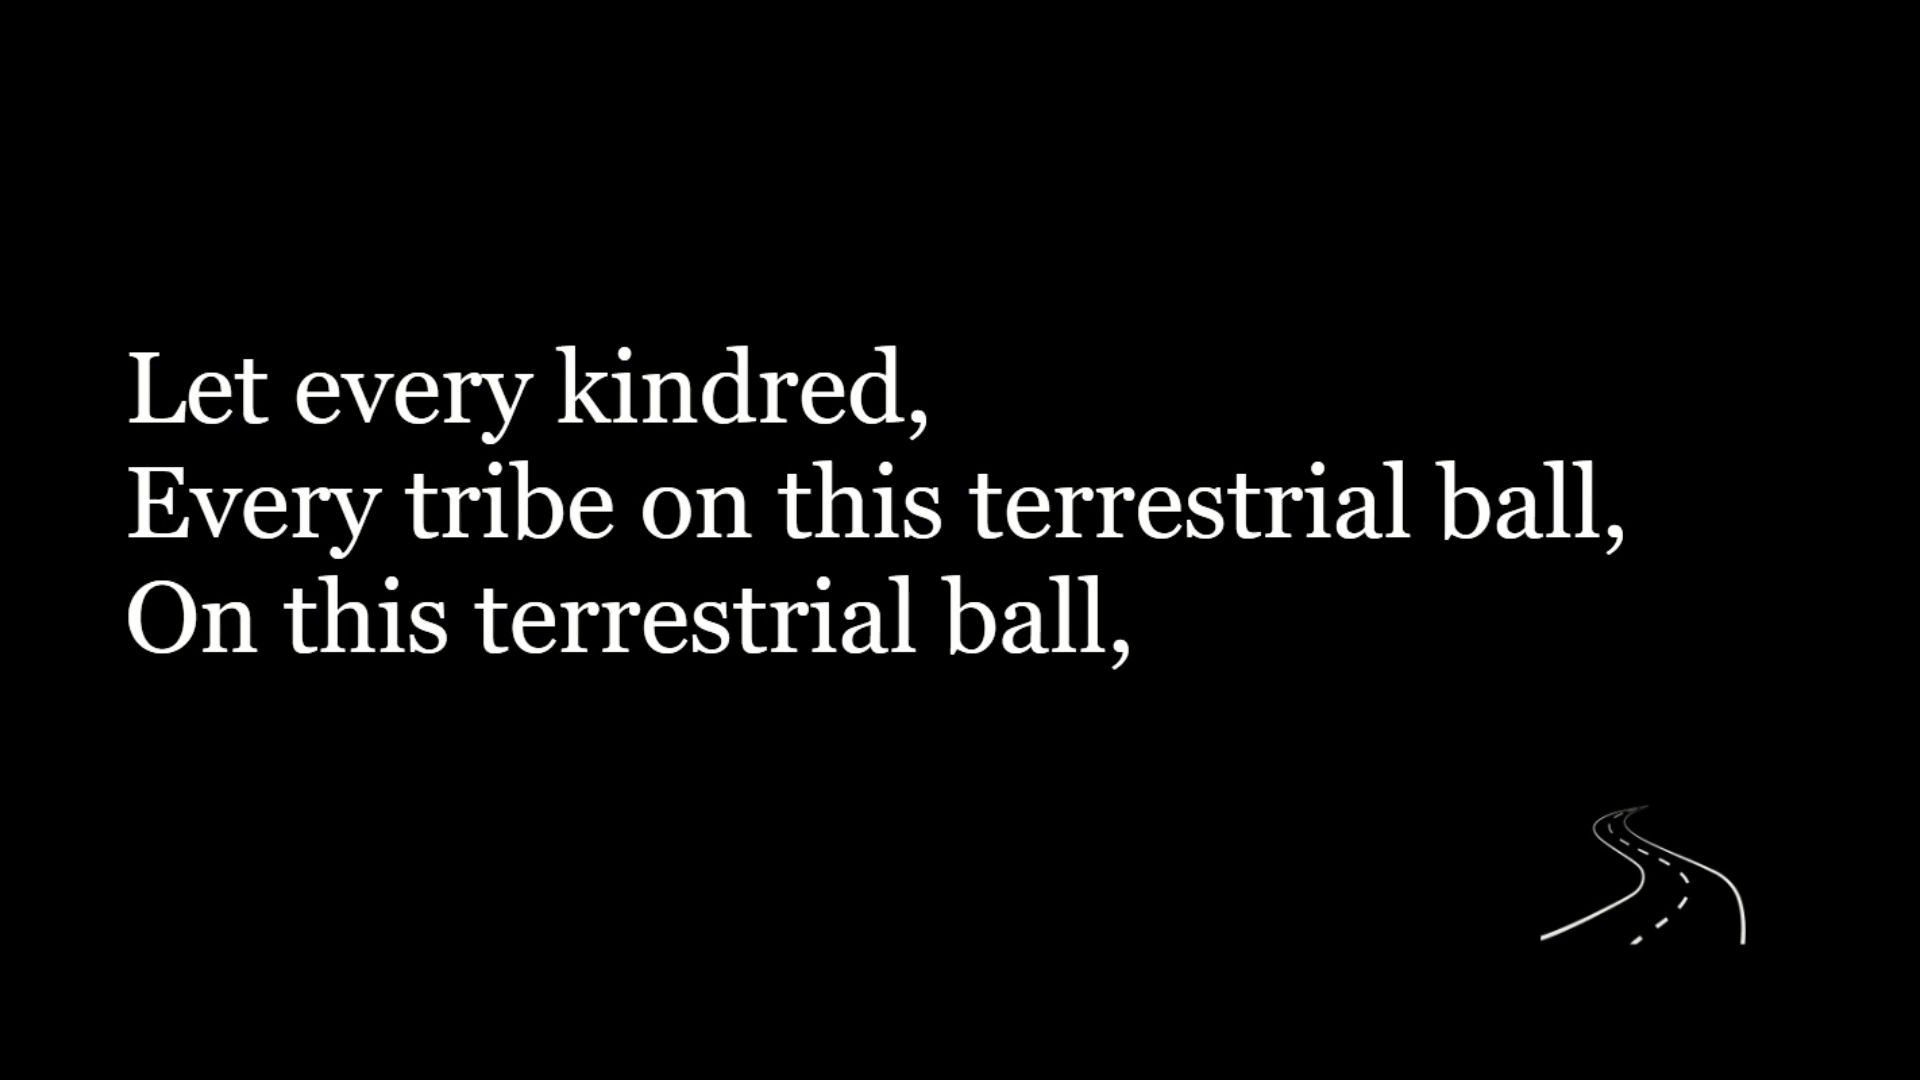 Let every kindred,
Every tribe on this terrestrial ball,
On this terrestrial ball,